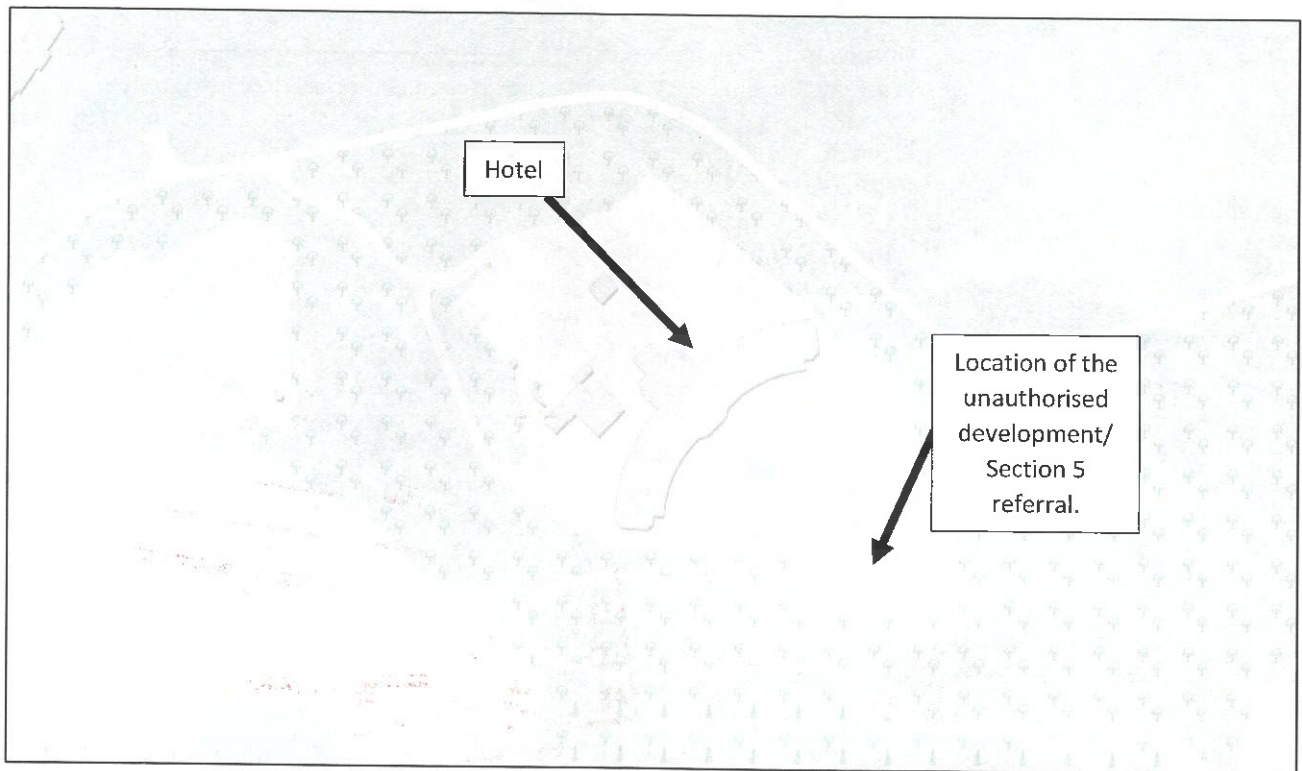 Hotel
Location of the
unauthorised
development/
Section 5
referral.